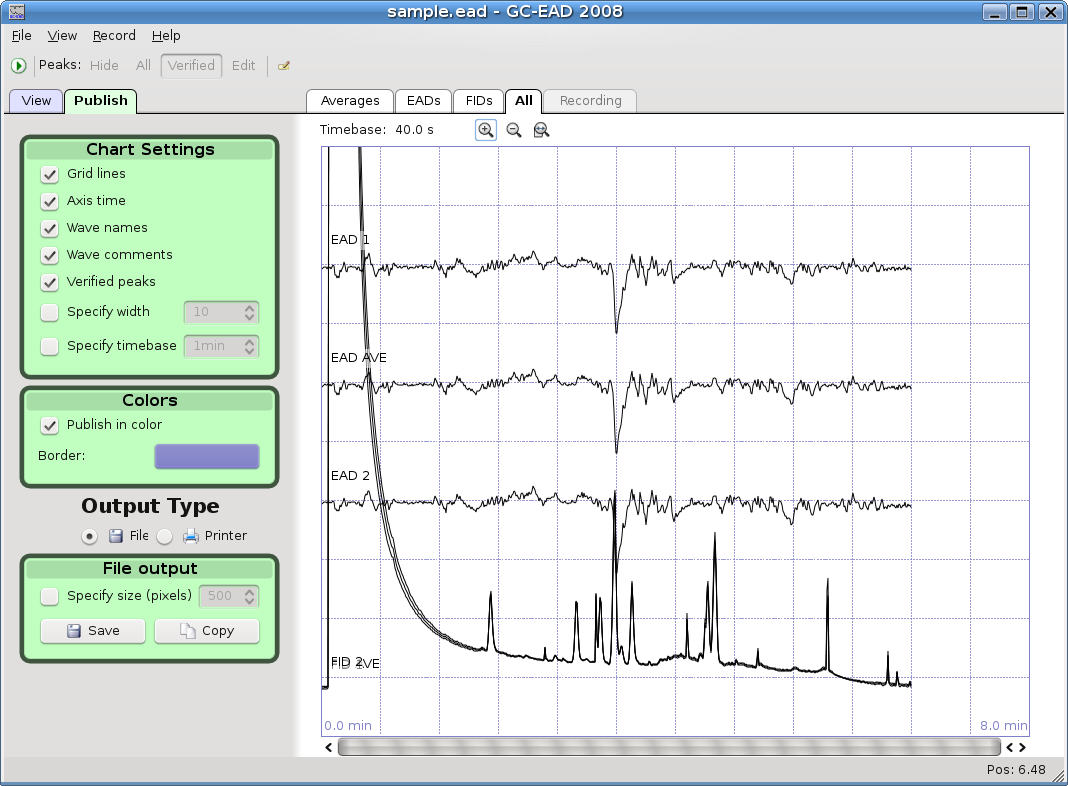 sample.ead - GC-EAD 2008
File View Record Help
Peaks: Hide All Verified Edit
View Publish
Averages EADs FIDs All Recording
Timebase: 40.0 s
Chart Settings
Grid lines
Axis time
Wave names
Wave comments
Verified peaks
Specify width 10
Specify timebase 1min
Colors
Publish in color
Border:
Output Type
File Printer
File output
Specify size (pixels) 500
Save Copy
EAD 1
EAD AVE
EAD 2
FID 2
0.0 min 8.0 min
Pos: 6.48